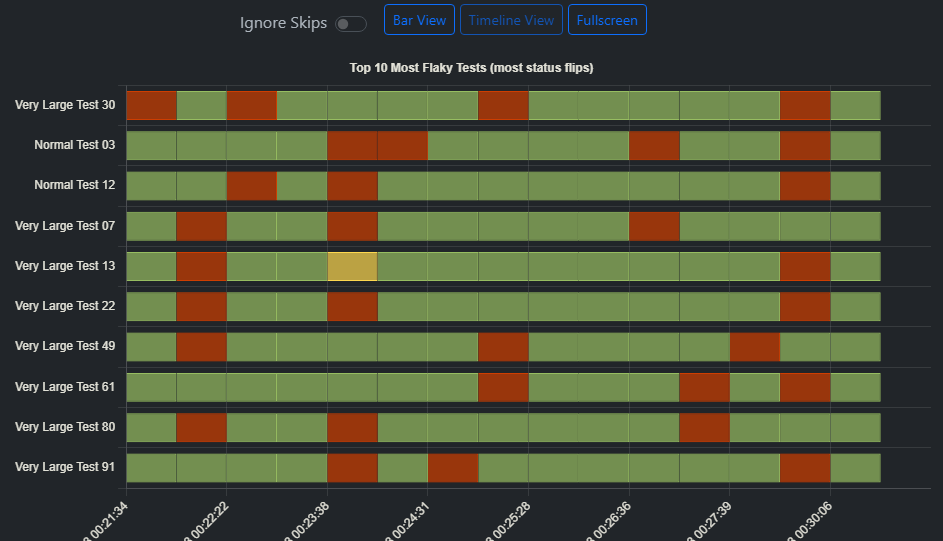 Ignore Skips Bar View Timeline View Fullscreen
Top 10 Most Flaky Tests (most status flips)
Very Large Test 30
Normal Test 03
Normal Test 12
Very Large Test 07
Very Large Test 13
Very Large Test 22
Very Large Test 49
Very Large Test 61
Very Large Test 80
Very Large Test 91
00:21:34 00:22:22 00:23:38 00:24:31 00:25:28 00:26:36 00:27:39 00:30:06